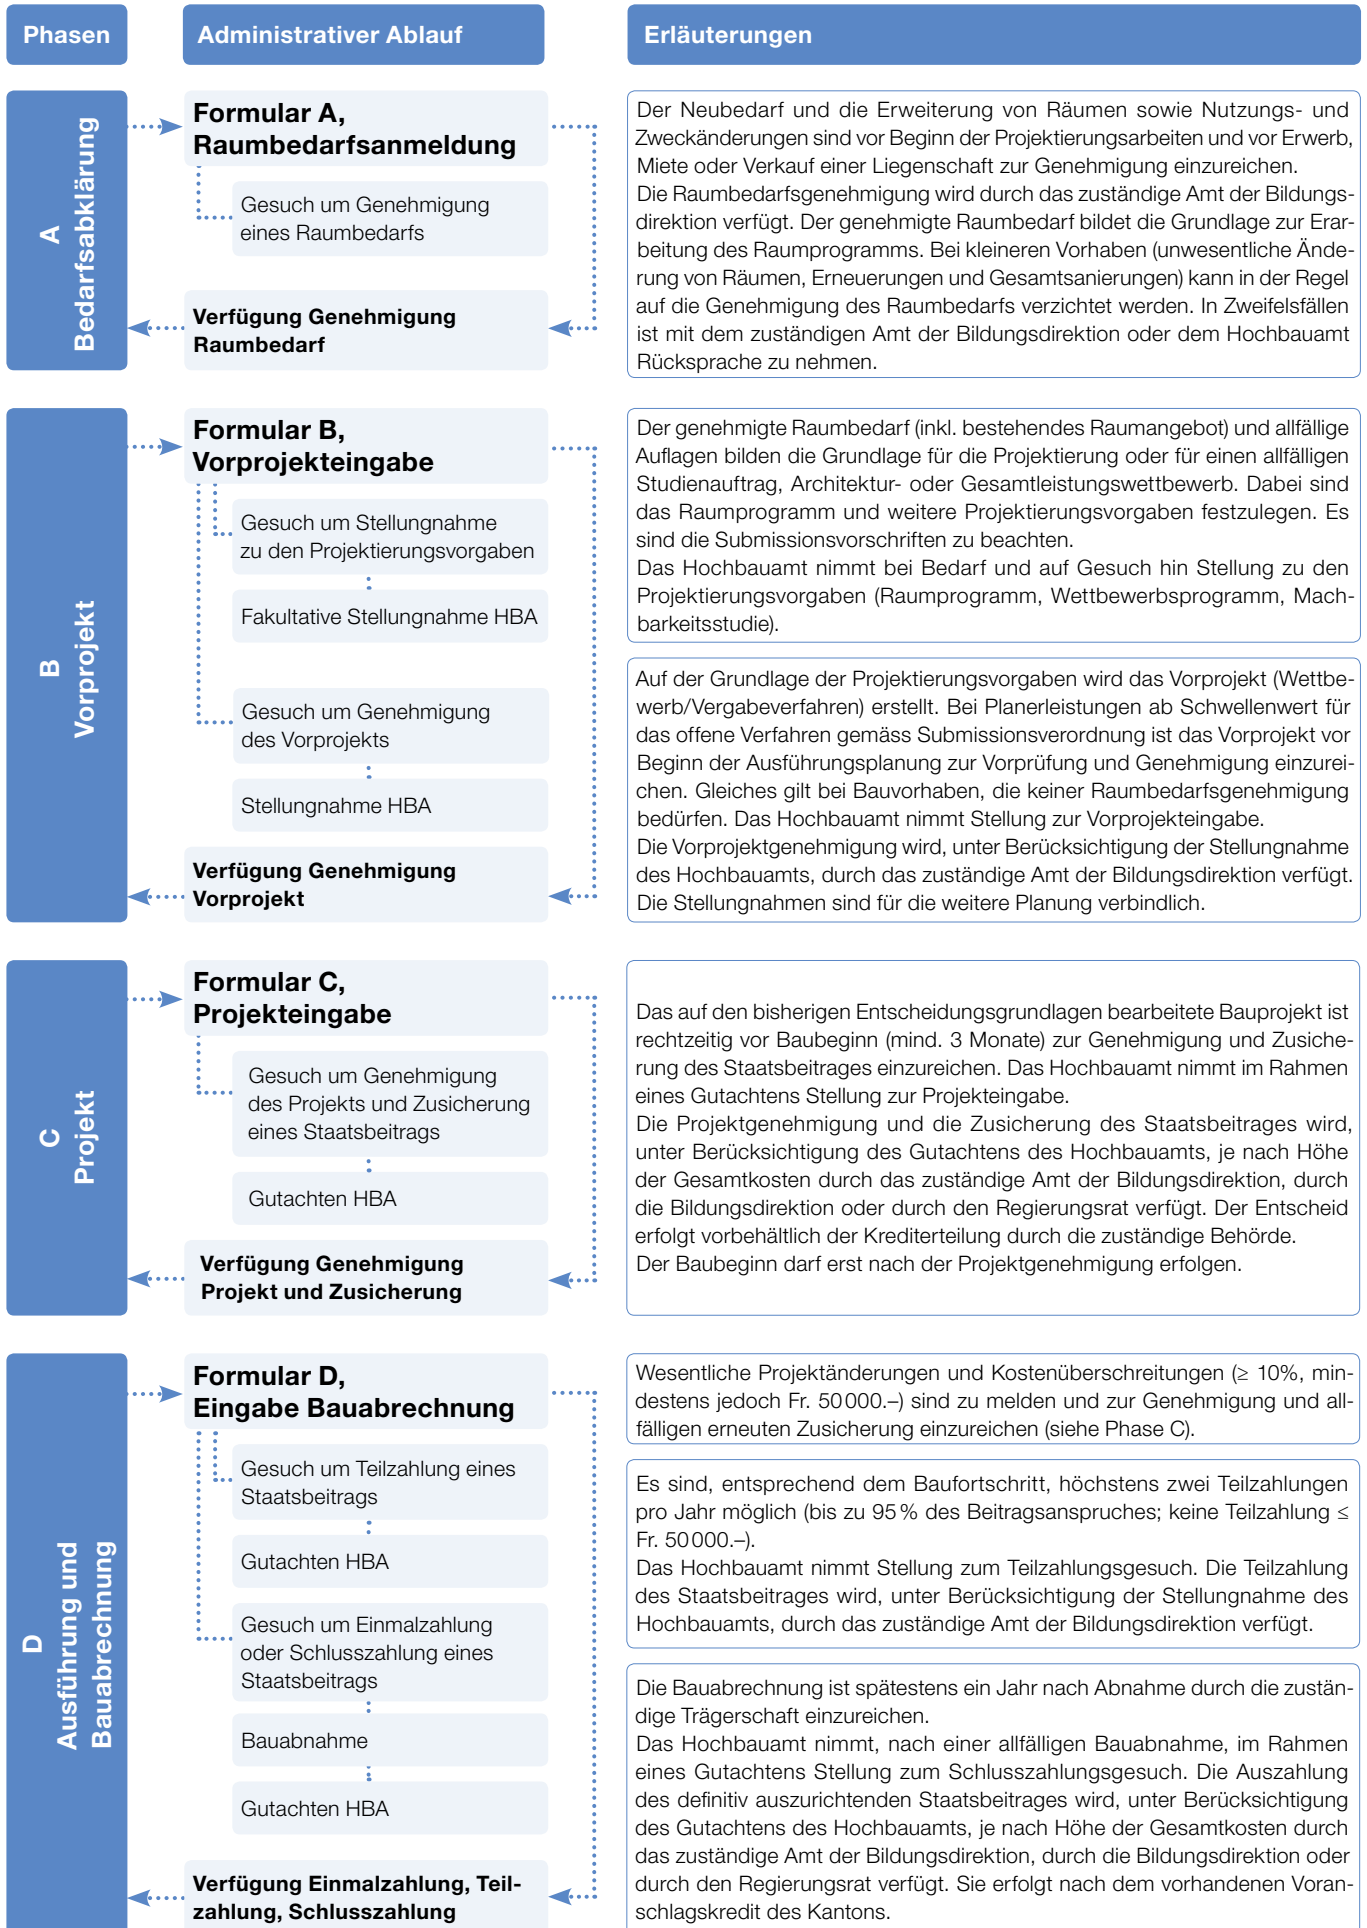 Phasen
Administrativer Ablauf
Erläuterungen
A
Bedarfsabklärung
Formular A,
Raumbedarfsanmeldung
Gesuch um Genehmigung
eines Raumbedarfs
Verfügung Genehmigung
Raumbedarf
Der Neubedarf und die Erweiterung von Räumen sowie Nutzungs- und
Zweckänderungen sind vor Beginn der Projektierungsarbeiten und vor Erwerb,
Miete oder Verkauf einer Liegenschaft zur Genehmigung einzureichen.
Die Raumbedarfsgenehmigung wird durch das zuständige Amt der Bildungs-
direktion verfügt. Der genehmigte Raumbedarf bildet die Grundlage zur Erar-
beitung des Raumprogramms. Bei kleineren Vorhaben (unwesentliche Ände-
rung von Räumen, Erneuerungen und Gesamtsanierungen) kann in der Regel
auf die Genehmigung des Raumbedarfs verzichtet werden. In Zweifelsfällen
ist mit dem zuständigen Amt der Bildungsdirektion oder dem Hochbauamt
Rücksprache zu nehmen.
B
Vorprojekt
Formular B,
Vorprojekteingabe
Gesuch um Stellungnahme
zu den Projektierungsvorgaben
Fakultative Stellungnahme HBA
Gesuch um Genehmigung
des Vorprojekts
Stellungnahme HBA
Verfügung Genehmigung
Vorprojekt
Der genehmigte Raumbedarf (inkl. bestehendes Raumangebot) und allfällige
Auflagen bilden die Grundlage für die Projektierung oder für einen allfälligen
Studienauftrag, Architektur- oder Gesamtleistungswettbewerb. Dabei sind
das Raumprogramm und weitere Projektierungsvorgaben festzulegen. Es
sind die Submissionsvorschriften zu beachten.
Das Hochbauamt nimmt bei Bedarf und auf Gesuch hin Stellung zu den
Projektierungsvorgaben (Raumprogramm, Wettbewerbsprogramm, Mach-
barkeitsstudie).
Auf der Grundlage der Projektierungsvorgaben wird das Vorprojekt (Wettbe-
werb/Vergabeverfahren) erstellt. Bei Planerleistungen ab Schwellenwert für
das offene Verfahren gemäss Submissionsverordnung ist das Vorprojekt vor
Beginn der Ausführungsplanung zur Vorprüfung und Genehmigung einzurei-
chen. Gleiches gilt bei Bauvorhaben, die keiner Raumbedarfsgenehmigung
bedürfen. Das Hochbauamt nimmt Stellung zur Vorprojekteingabe.
Die Vorprojektgenehmigung wird, unter Berücksichtigung der Stellungnahme
des Hochbauamts, durch das zuständige Amt der Bildungsdirektion verfügt.
Die Stellungnahmen sind für die weitere Planung verbindlich.
C
Projekt
Formular C,
Projekteingabe
Gesuch um Genehmigung
des Projekts und Zusicherung
eines Staatsbeitrags
Gutachten HBA
Verfügung Genehmigung
Projekt und Zusicherung
Das auf den bisherigen Entscheidungsgrundlagen bearbeitete Bauprojekt ist
rechtzeitig vor Baubeginn (mind. 3 Monate) zur Genehmigung und Zusiche-
rung des Staatsbeitrages einzureichen. Das Hochbauamt nimmt im Rahmen
eines Gutachtens Stellung zur Projekteingabe.
Die Projektgenehmigung und die Zusicherung des Staatsbeitrages wird,
unter Berücksichtigung des Gutachtens des Hochbauamts, je nach Höhe
der Gesamtkosten durch das zuständige Amt der Bildungsdirektion, durch
die Bildungsdirektion oder durch den Regierungsrat verfügt. Der Entscheid
erfolgt vorbehältlich der Krediterteilung durch die zuständige Behörde.
Der Baubeginn darf erst nach der Projektgenehmigung erfolgen.
D
Ausführung und
Bauabrechnung
Formular D,
Eingabe Bauabrechnung
Gesuch um Teilzahlung eines
Staatsbeitrags
Gutachten HBA
Gesuch um Einmalzahlung
oder Schlusszahlung eines
Staatsbeitrags
Bauabnahme
Gutachten HBA
Verfügung Einmalzahlung, Teil-
zahlung, Schlusszahlung
Wesentliche Projektänderungen und Kostenüberschreitungen (≥ 10%, min-
destens jedoch Fr. 50 000.–) sind zu melden und zur Genehmigung und all-
fälligen erneuten Zusicherung einzureichen (siehe Phase C).
Es sind, entsprechend dem Baufortschritt, höchstens zwei Teilzahlungen
pro Jahr möglich (bis zu 95 % des Beitragsanspruches; keine Teilzahlung ≤
Fr. 50 000.–).
Das Hochbauamt nimmt Stellung zum Teilzahlungsgesuch. Die Teilzahlung
des Staatsbeitrages wird, unter Berücksichtigung der Stellungnahme des
Hochbauamts, durch das zuständige Amt der Bildungsdirektion verfügt.
Die Bauabrechnung ist spätestens ein Jahr nach Abnahme durch die zustän-
dige Trägerschaft einzureichen.
Das Hochbauamt nimmt, nach einer allfälligen Bauabnahme, im Rahmen
eines Gutachtens Stellung zum Schlusszahlungsgesuch. Die Auszahlung
des definitiv auszurichtenden Staatsbeitrages wird, unter Berücksichtigung
des Gutachtens des Hochbauamts, je nach Höhe der Gesamtkosten durch
das zuständige Amt der Bildungsdirektion, durch die Bildungsdirektion oder
durch den Regierungsrat verfügt. Sie erfolgt nach dem vorhandenen Voran-
schlagskredit des Kantons.